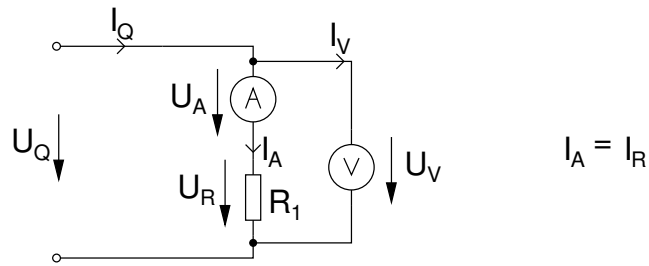 I_Q
I_V
U_A
A
U_Q
I_A
V
U_V
U_R
R_1
I_A = I_R